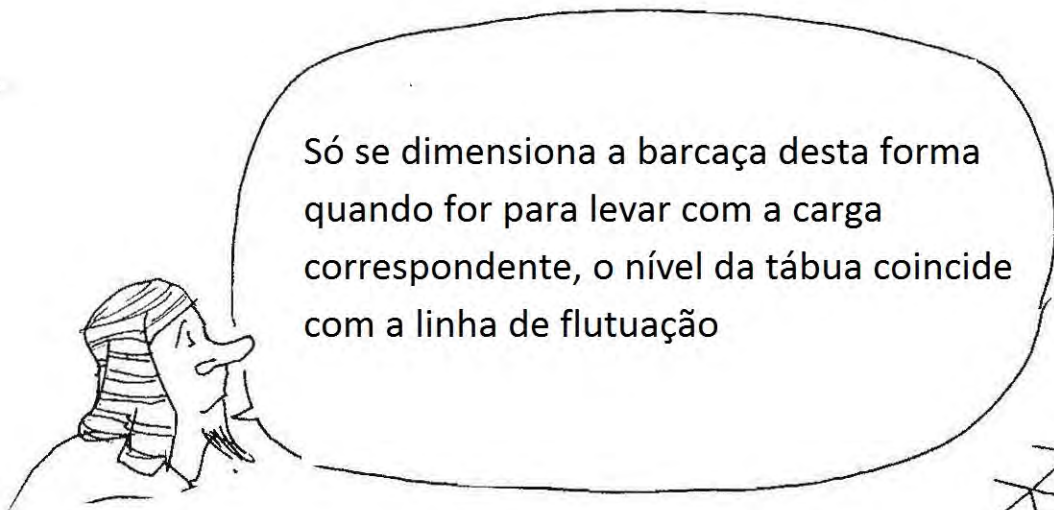 Só se dimensiona a barcaça desta forma
quando for para levar com a carga
correspondente, o nível da tábua coincide
com a linha de flutuação